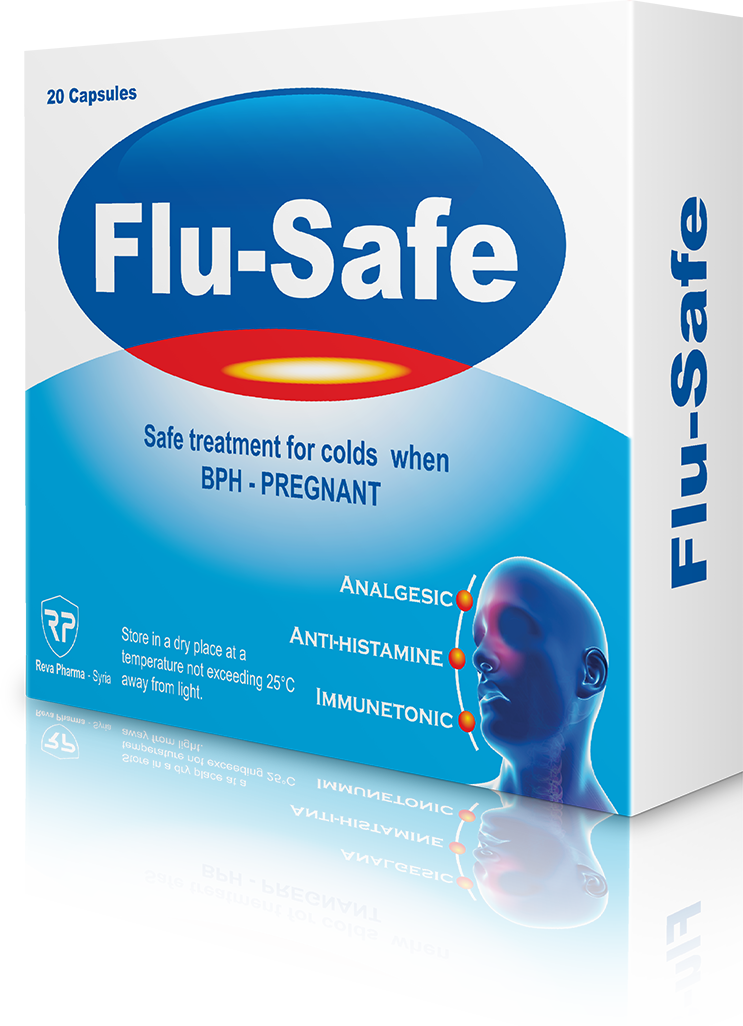 20 Capsules
Flu-Safe
Safe treatment for colds when
BPH - PREGNANT
ANALGESIC
ANTI-HISTAMINE
IMMUNETONIC
RP
Reva Pharma - Syria
Store in a dry place at a
temperature not exceeding 25°C
away from light.
Flu-Safe